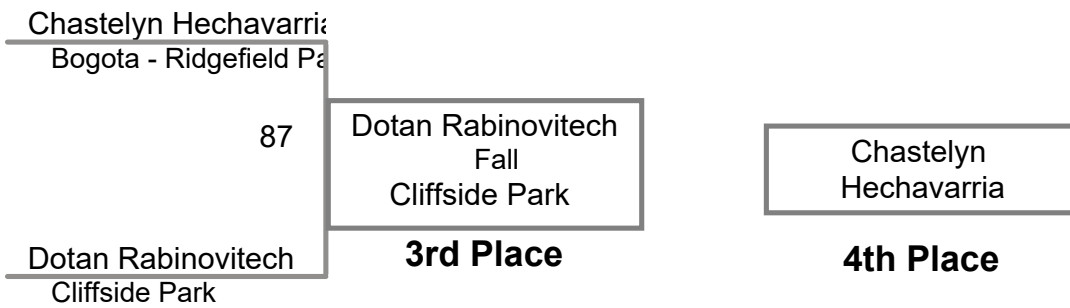 Chastelyn Hechavarria
Bogota - Ridgefield Pa
87
Dotan Rabinovitech
Fall
Cliffside Park
3rd Place
Chastelyn
Hechavarria
4th Place
Dotan Rabinovitech
Cliffside Park